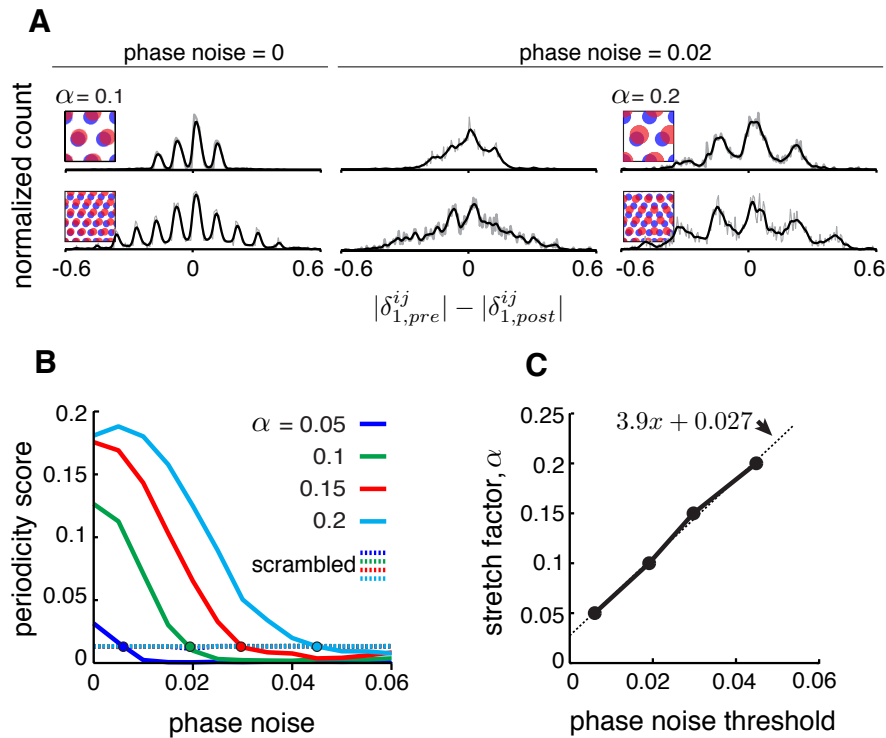 A
phase noise = 0
phase noise = 0.02
α = 0.1
α = 0.2
normalized count
-0.6 0 0.6
-0.6 0 0.6
-0.6 0 0.6
|δ^{ij}_{1,pre}| − |δ^{ij}_{1,post}|
B
periodicity score
0.2
0.15
0.1
0.05
0
α = 0.05
0.1
0.15
0.2
scrambled
0 0.02 0.04 0.06
phase noise
C
stretch factor, α
0.25
0.2
0.15
0.1
0.05
0
3.9x + 0.027
0 0.02 0.04 0.06
phase noise threshold